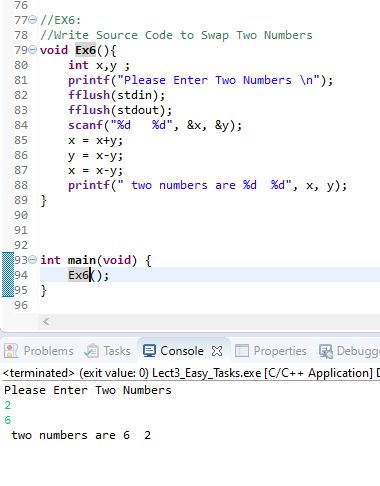 76
77 //EX6:
78 //Write Source Code to Swap Two Numbers
79 void Ex6(){
80 int x,y ;
81 printf("Please Enter Two Numbers \n");
82 fflush(stdin);
83 fflush(stdout);
84 scanf("%d   %d", &x, &y);
85 x = x+y;
86 y = x-y;
87 x = x-y;
88 printf(" two numbers are %d  %d", x, y);
89 }
90
91
92
93 int main(void) {
94 Ex6();
95 }
96
Problems Tasks Console Properties Debugg
<terminated> (exit value: 0) Lect3_Easy_Tasks.exe [C/C++ Application] D
Please Enter Two Numbers
2
6
two numbers are 6  2